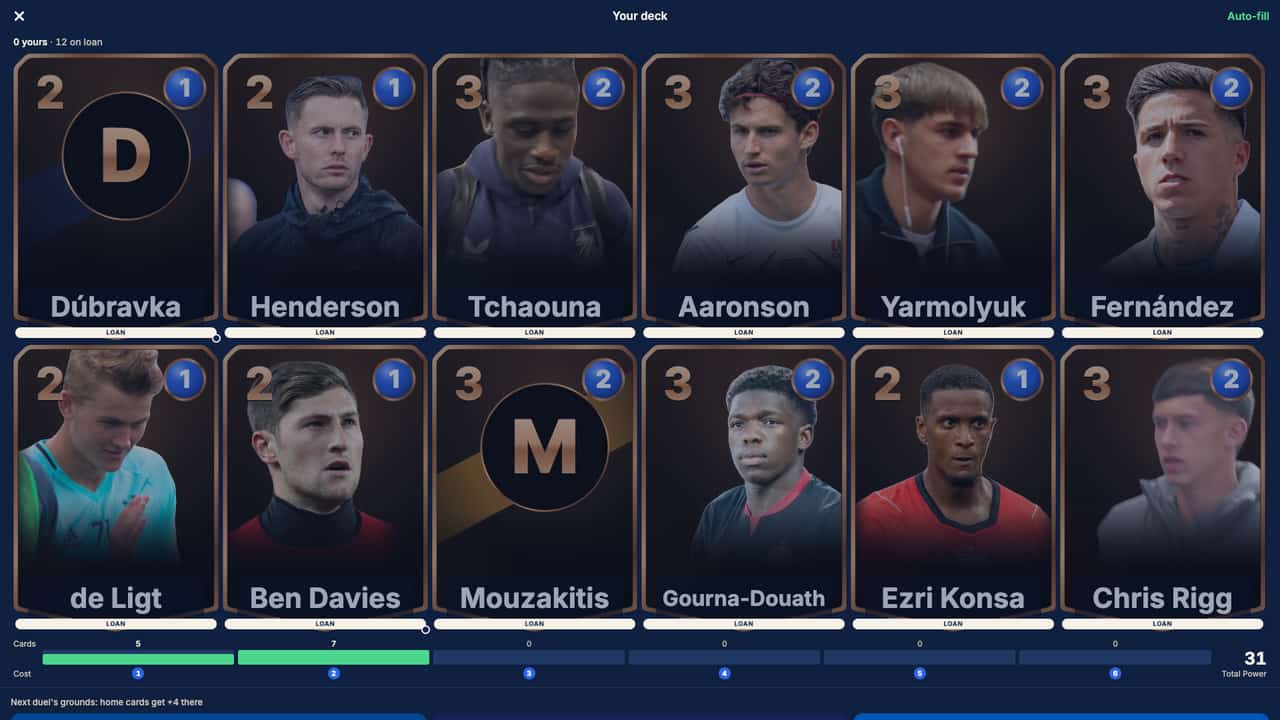 Your deck
Auto-fill
0 yours · 12 on loan
2 1 2 1 3 2 3 2 3 2 3 2
D
Dúbravka Henderson Tchaouna Aaronson Yarmolyuk Fernández
LOAN LOAN LOAN LOAN LOAN LOAN
2 1 2 1 3 2 3 2 2 1 3 2
M
71
de Ligt Ben Davies Mouzakitis Gourna-Douath Ezri Konsa Chris Rigg
LOAN LOAN LOAN LOAN LOAN LOAN
Cards 5 7 0 0 0 0
31
Cost 1 2 3 4 5 6 Total Power
Next duel's grounds: home cards get +4 there